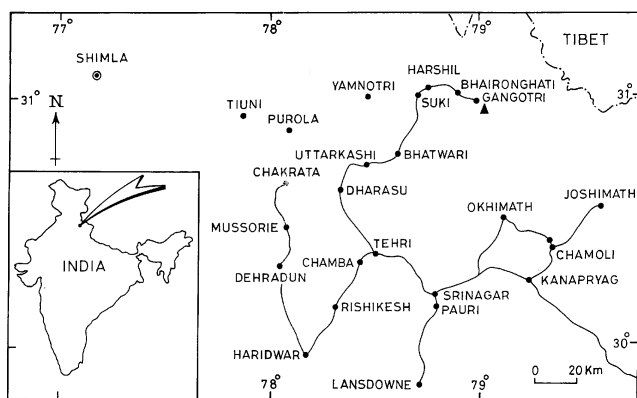 77°
78°
79°
TIBET
SHIMLA
HARSHIL
BHAIRONGHATI
GANGOTRI
YAMNOTRI
SUKI
31°
N
31°
TIUNI
PUROLA
UTTARKASHI
BHATWARI
CHAKRATA
DHARASU
JOSHIMATH
OKHIMATH
MUSSORIE
TEHRI
CHAMOLI
INDIA
CHAMBA
DEHRADUN
KANAPRYAG
SRINAGAR
RISHIKESH
PAURI
30°
HARIDWAR
LANSDOWNE
0 20 Km
78°
79°